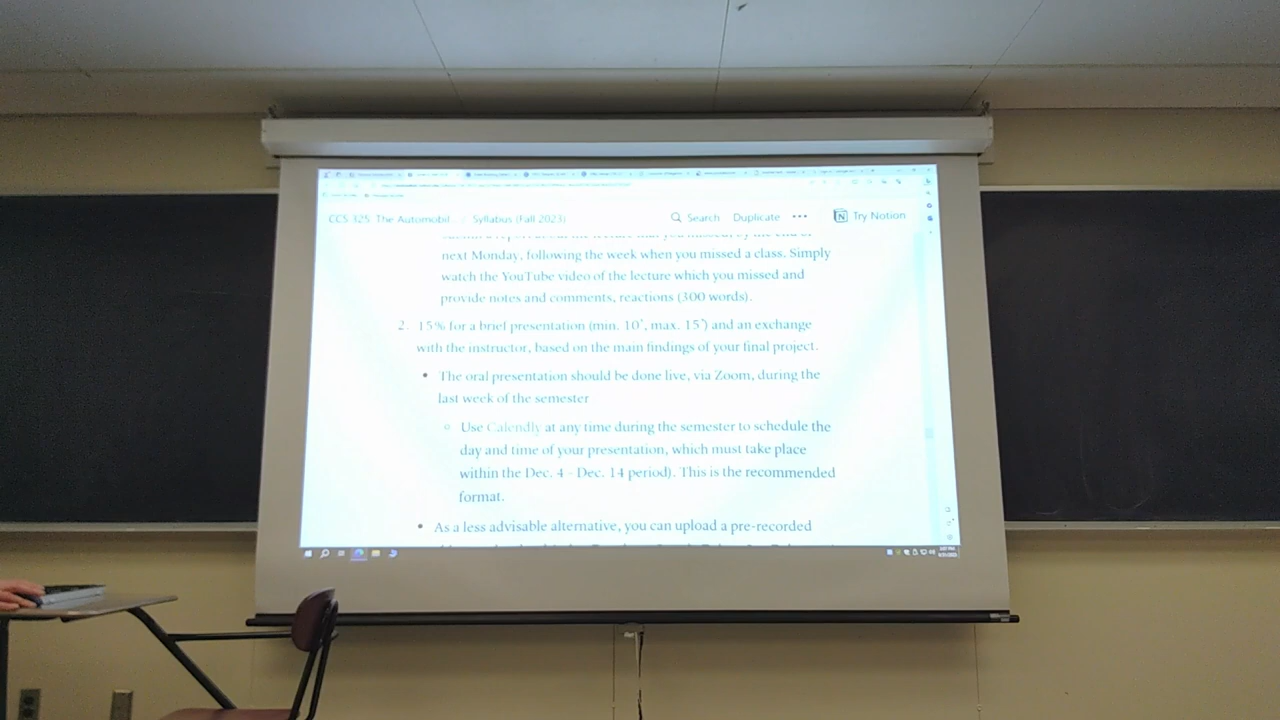 CCS 325. The Automobil... / Syllabus (Fall 2023)
Search Duplicate ••• Try Notion
next Monday, following the week when you missed a class. Simply
watch the YouTube video of the lecture which you missed and
provide notes and comments, reactions (300 words).
2. 15% for a brief presentation (min. 10', max. 15') and an exchange
with the instructor, based on the main findings of your final project.
• The oral presentation should be done live, via Zoom, during the
last week of the semester
○ Use Calendly at any time during the semester to schedule the
day and time of your presentation, which must take place
within the Dec. 4 - Dec. 14 period). This is the recommended
format.
• As a less advisable alternative, you can upload a pre-recorded